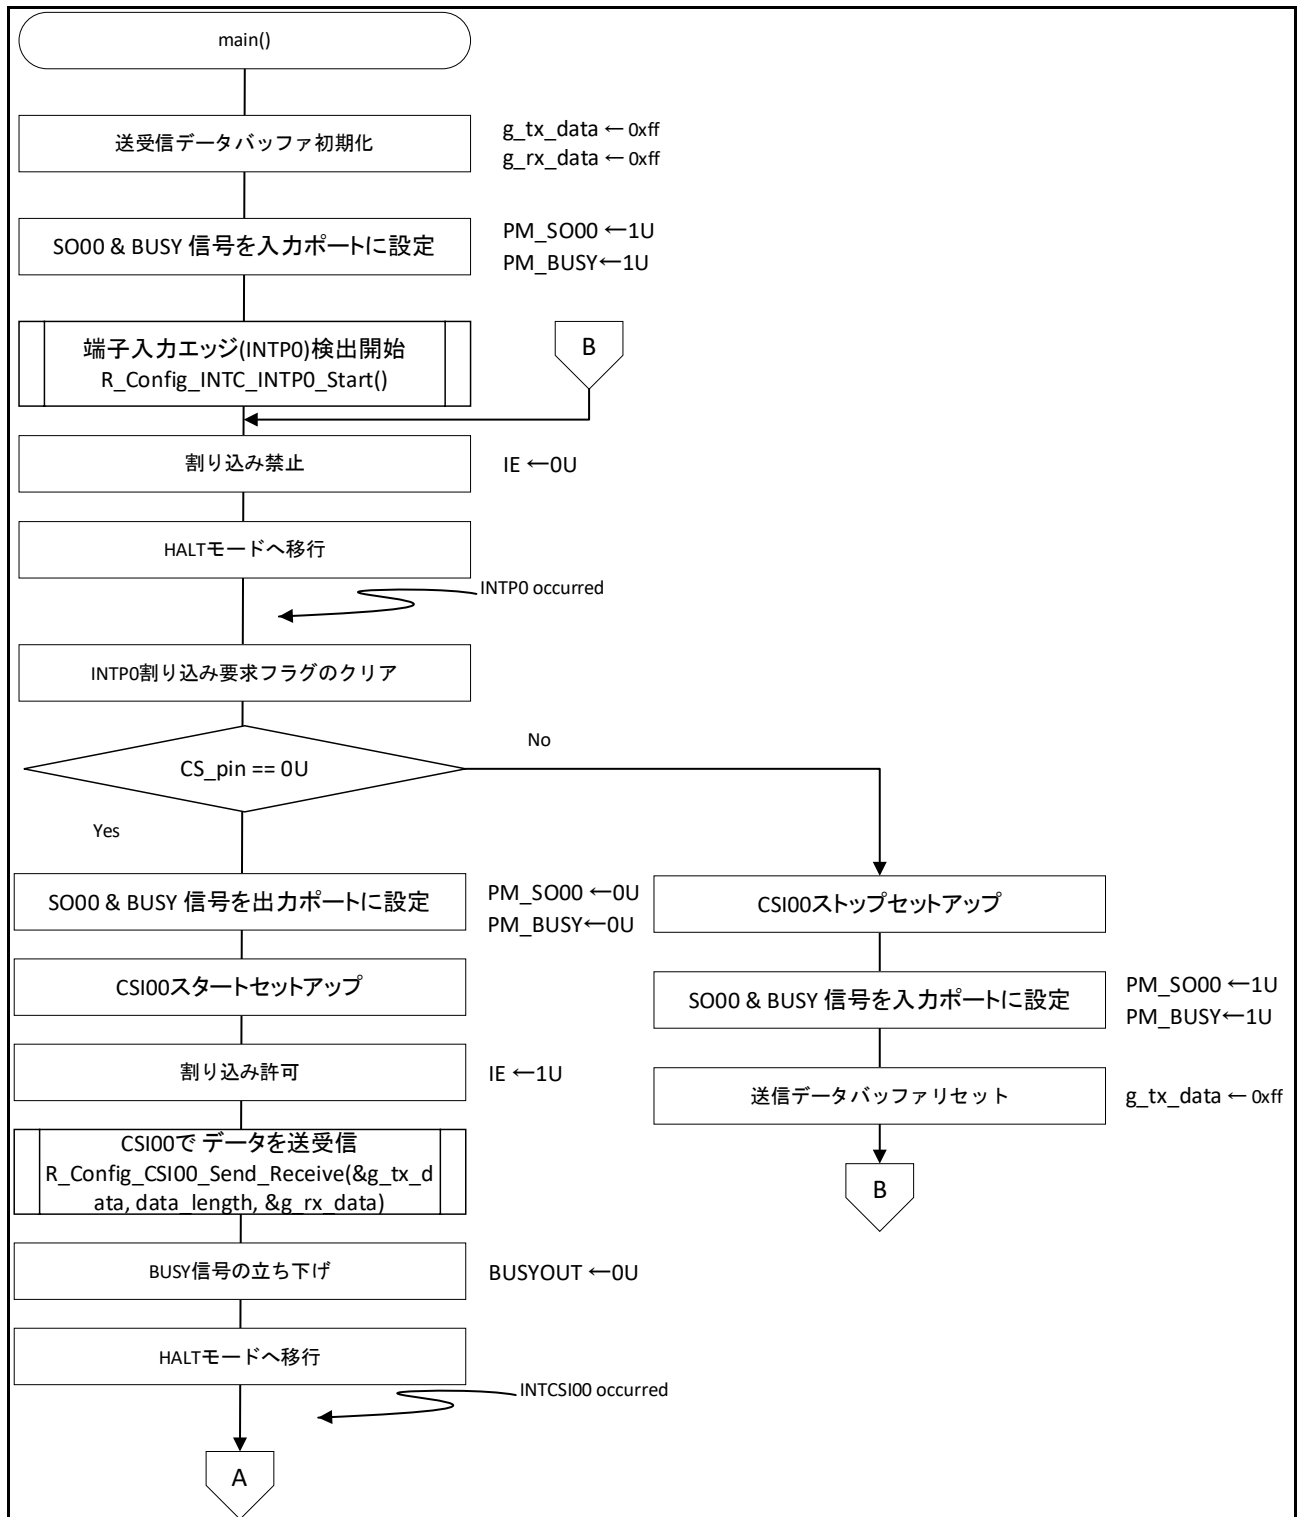 main()
送受信データバッファ初期化
g_tx_data ← 0xff
g_rx_data ← 0xff
SO00 & BUSY 信号を入力ポートに設定
PM_SO00 ←1U
PM_BUSY←1U
端子入力エッジ(INTP0)検出開始
R_Config_INTC_INTP0_Start()
B
割り込み禁止
IE ←0U
HALTモードへ移行
INTP0 occurred
INTP0割り込み要求フラグのクリア
CS_pin == 0U
No
Yes
SO00 & BUSY 信号を出力ポートに設定
PM_SO00 ←0U
PM_BUSY←0U
CSI00ストップセットアップ
CSI00スタートセットアップ
SO00 & BUSY 信号を入力ポートに設定
PM_SO00 ←1U
PM_BUSY←1U
割り込み許可
IE ←1U
送信データバッファリセット
g_tx_data ← 0xff
CSI00で データを送受信
R_Config_CSI00_Send_Receive(&g_tx_d
ata, data_length, &g_rx_data)
B
BUSY信号の立ち下げ
BUSYOUT ←0U
HALTモードへ移行
INTCSI00 occurred
A